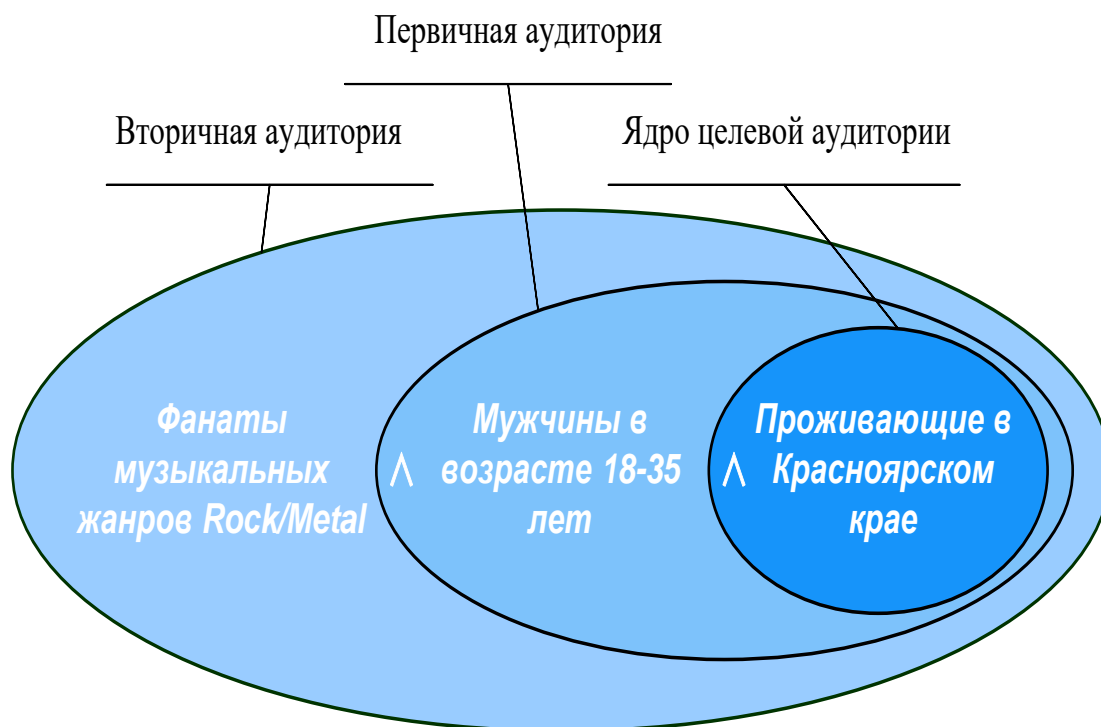 Первичная аудитория
Вторичная аудитория
Ядро целевой аудитории
Фанаты
музыкальных
жанров Rock/Metal
∧
Мужчины в
возрасте 18-35
лет
∧
Проживающие в
Красноярском
крае